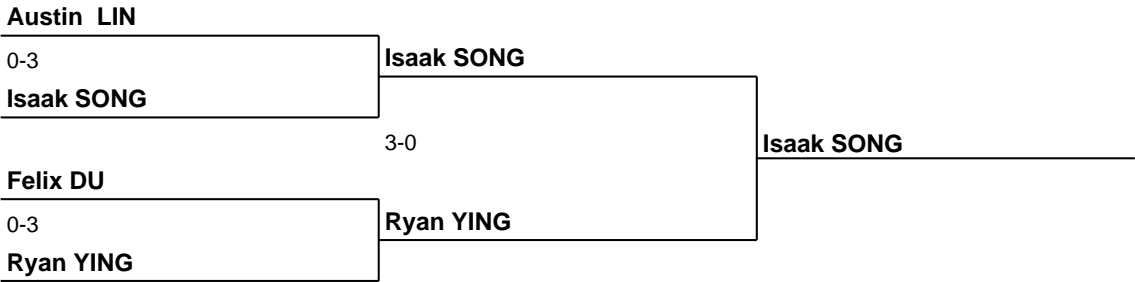 Austin  LIN
0-3
Isaak SONG
Isaak SONG
3-0
Isaak SONG
Felix DU
0-3
Ryan YING
Ryan YING